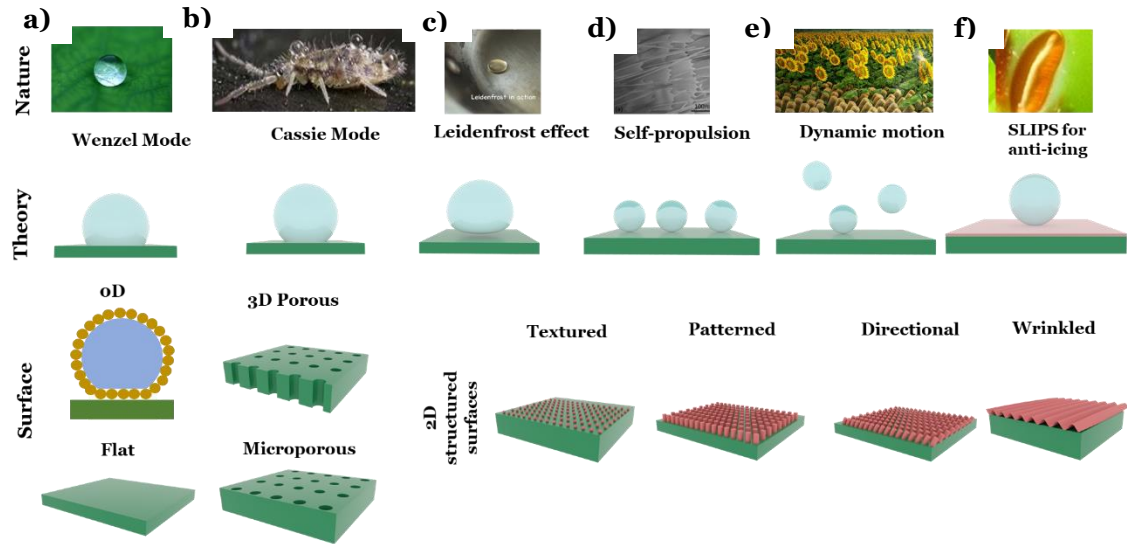 a)
b)
c)
d)
e)
f)
Nature
Leidenfrost in action
Wenzel Mode
Cassie Mode
Leidenfrost effect
Self-propulsion
Dynamic motion
SLIPS for
anti-icing
Theory
Surface
0D
3D Porous
Flat
Microporous
2D
structured
surfaces
Textured
Patterned
Directional
Wrinkled